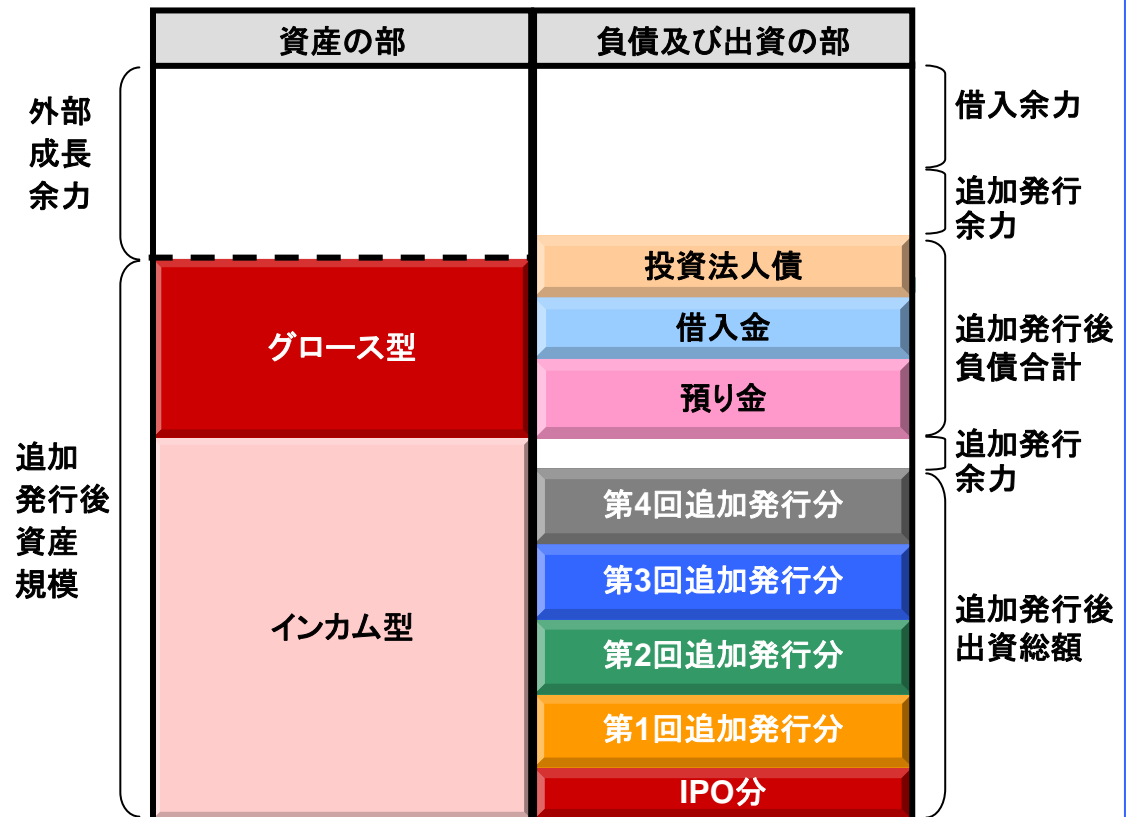 資産の部
負債及び出資の部
外部
成長
余力
借入余力
追加発行
余力
投資法人債
借入金
預り金
グロース型
追加発行後
負債合計
追加発行
余力
追加
発行後
資産
規模
インカム型
第4回追加発行分
第3回追加発行分
第2回追加発行分
第1回追加発行分
IPO分
追加発行後
出資総額